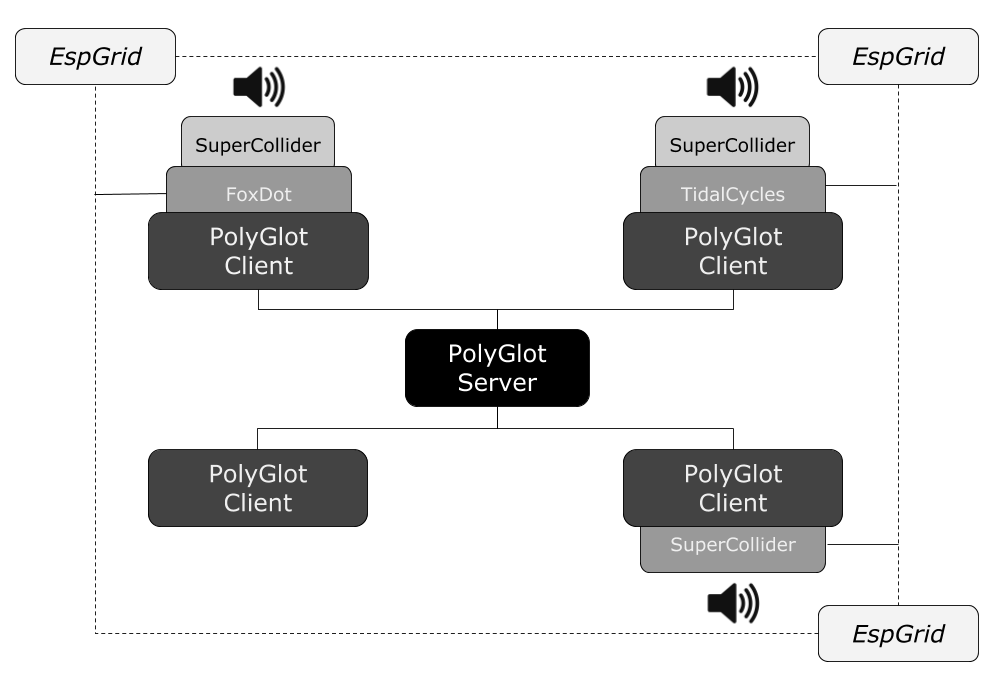 EspGrid
EspGrid
SuperCollider
SuperCollider
FoxDot
TidalCycles
PolyGlot
Client
PolyGlot
Client
PolyGlot
Server
PolyGlot
Client
PolyGlot
Client
SuperCollider
EspGrid